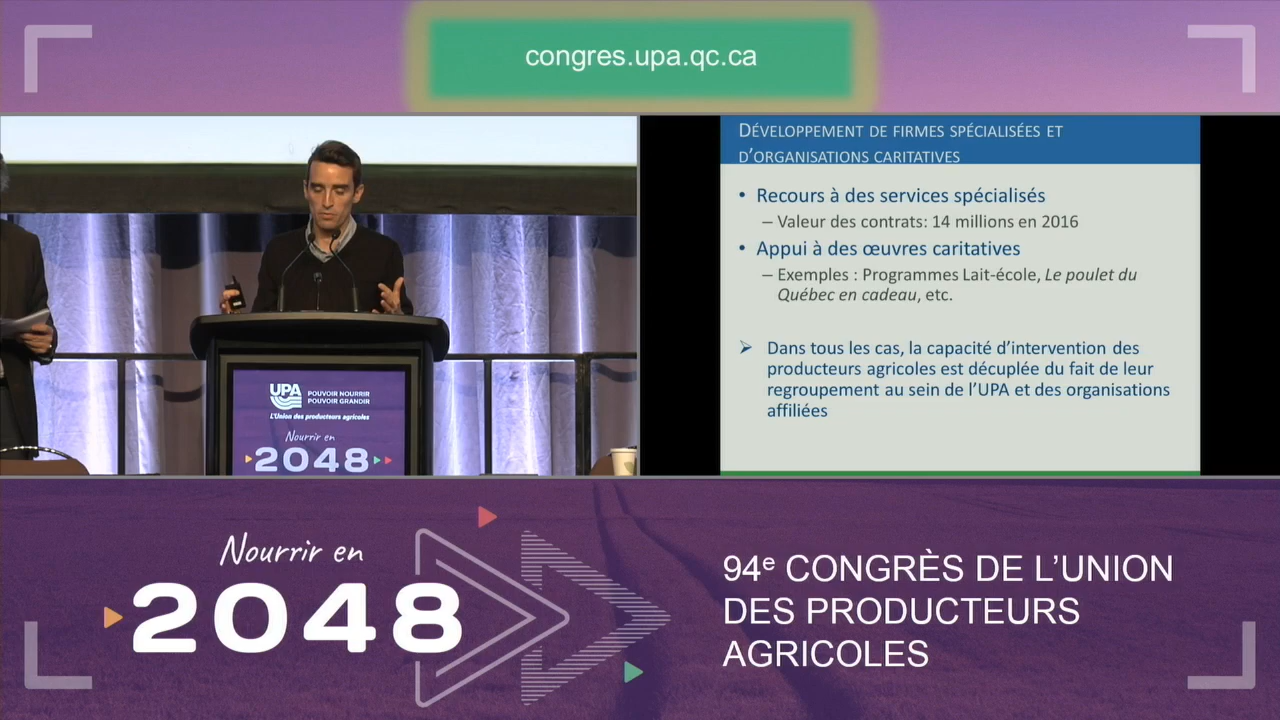 congres.upa.qc.ca
DÉVELOPPEMENT DE FIRMES SPÉCIALISÉES ET
D'ORGANISATIONS CARITATIVES
• Recours à des services spécialisés
– Valeur des contrats: 14 millions en 2016
• Appui à des œuvres caritatives
– Exemples : Programmes Lait-école, Le poulet du
Québec en cadeau, etc.
➢ Dans tous les cas, la capacité d'intervention des
producteurs agricoles est décuplée du fait de leur
regroupement au sein de l'UPA et des organisations
affiliées
UPA
POUVOIR NOURRIR
POUVOIR GRANDIR
L'Union des producteurs agricoles
Nourrir en
2048
Nourrir en
2048
94e CONGRÈS DE L'UNION
DES PRODUCTEURS
AGRICOLES